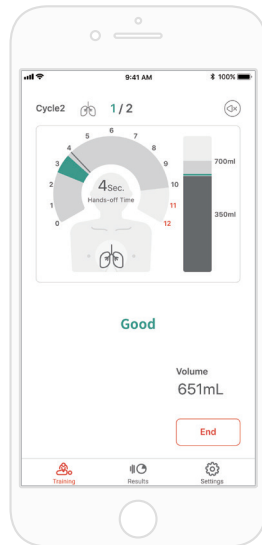 9:41 AM
100%
Cycle2
1 / 2
6
5
7
4
8
3
9
2
10
1
11
0
12
4Sec.
Hands-off Time
700ml
350ml
Good
Volume
651mL
End
Training
Results
Settings